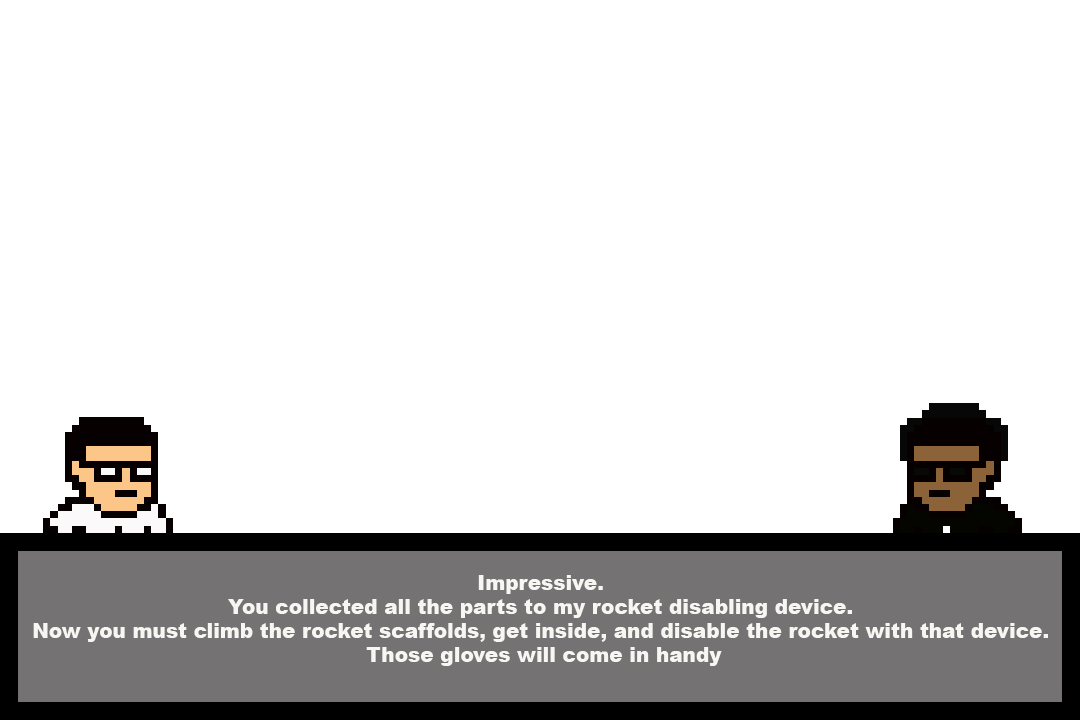 Impressive.
You collected all the parts to my rocket disabling device.
Now you must climb the rocket scaffolds, get inside, and disable the rocket with that device.
Those gloves will come in handy